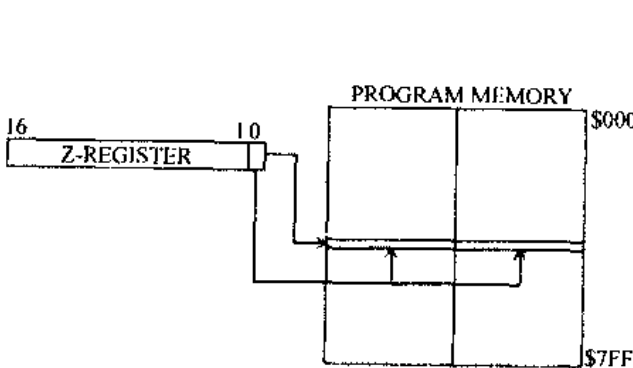 PROGRAM MEMORY
$000
16
1 0
Z-REGISTER
$7FF